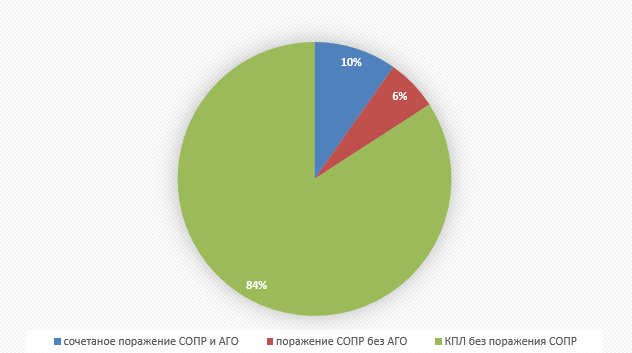 10%
6%
84%
сочетаное поражение СОПР и АГО
поражение СОПР без АГО
КПЛ без поражения СОПР